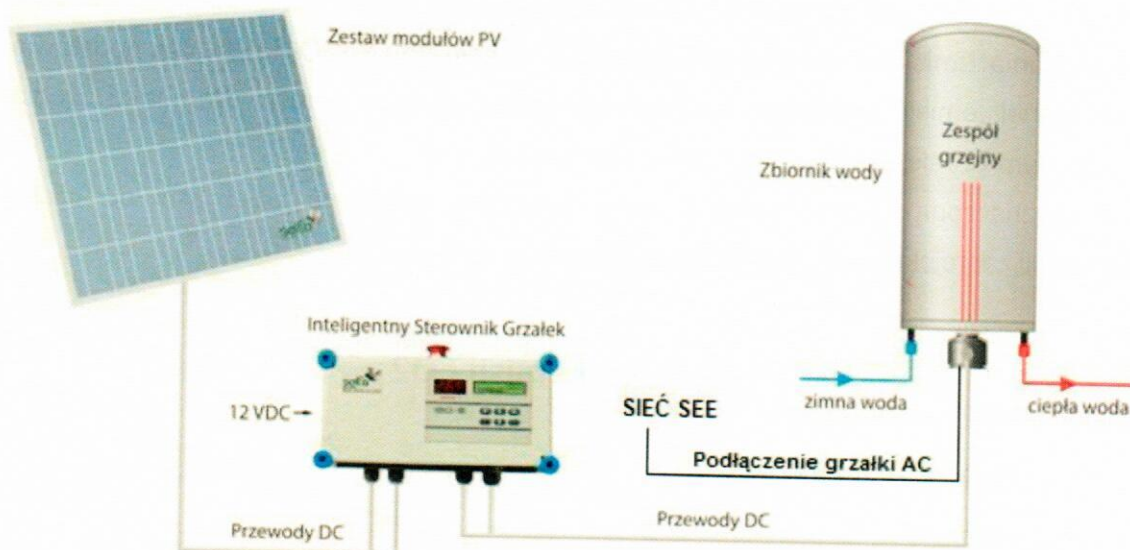 Zestaw modułów PV
Zespół
grzejny
Zbiornik wody
Inteligentny Sterownik Grzałek
12 VDC
SIEĆ SEE
zimna woda
ciepła woda
Podłączenie grzałki AC
Przewody DC
Przewody DC